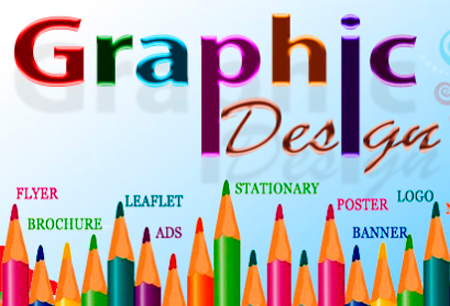 Graphic
Design
FLYER
LEAFLET
STATIONARY
POSTER
LOGO
BROCHURE
ADS
BANNER